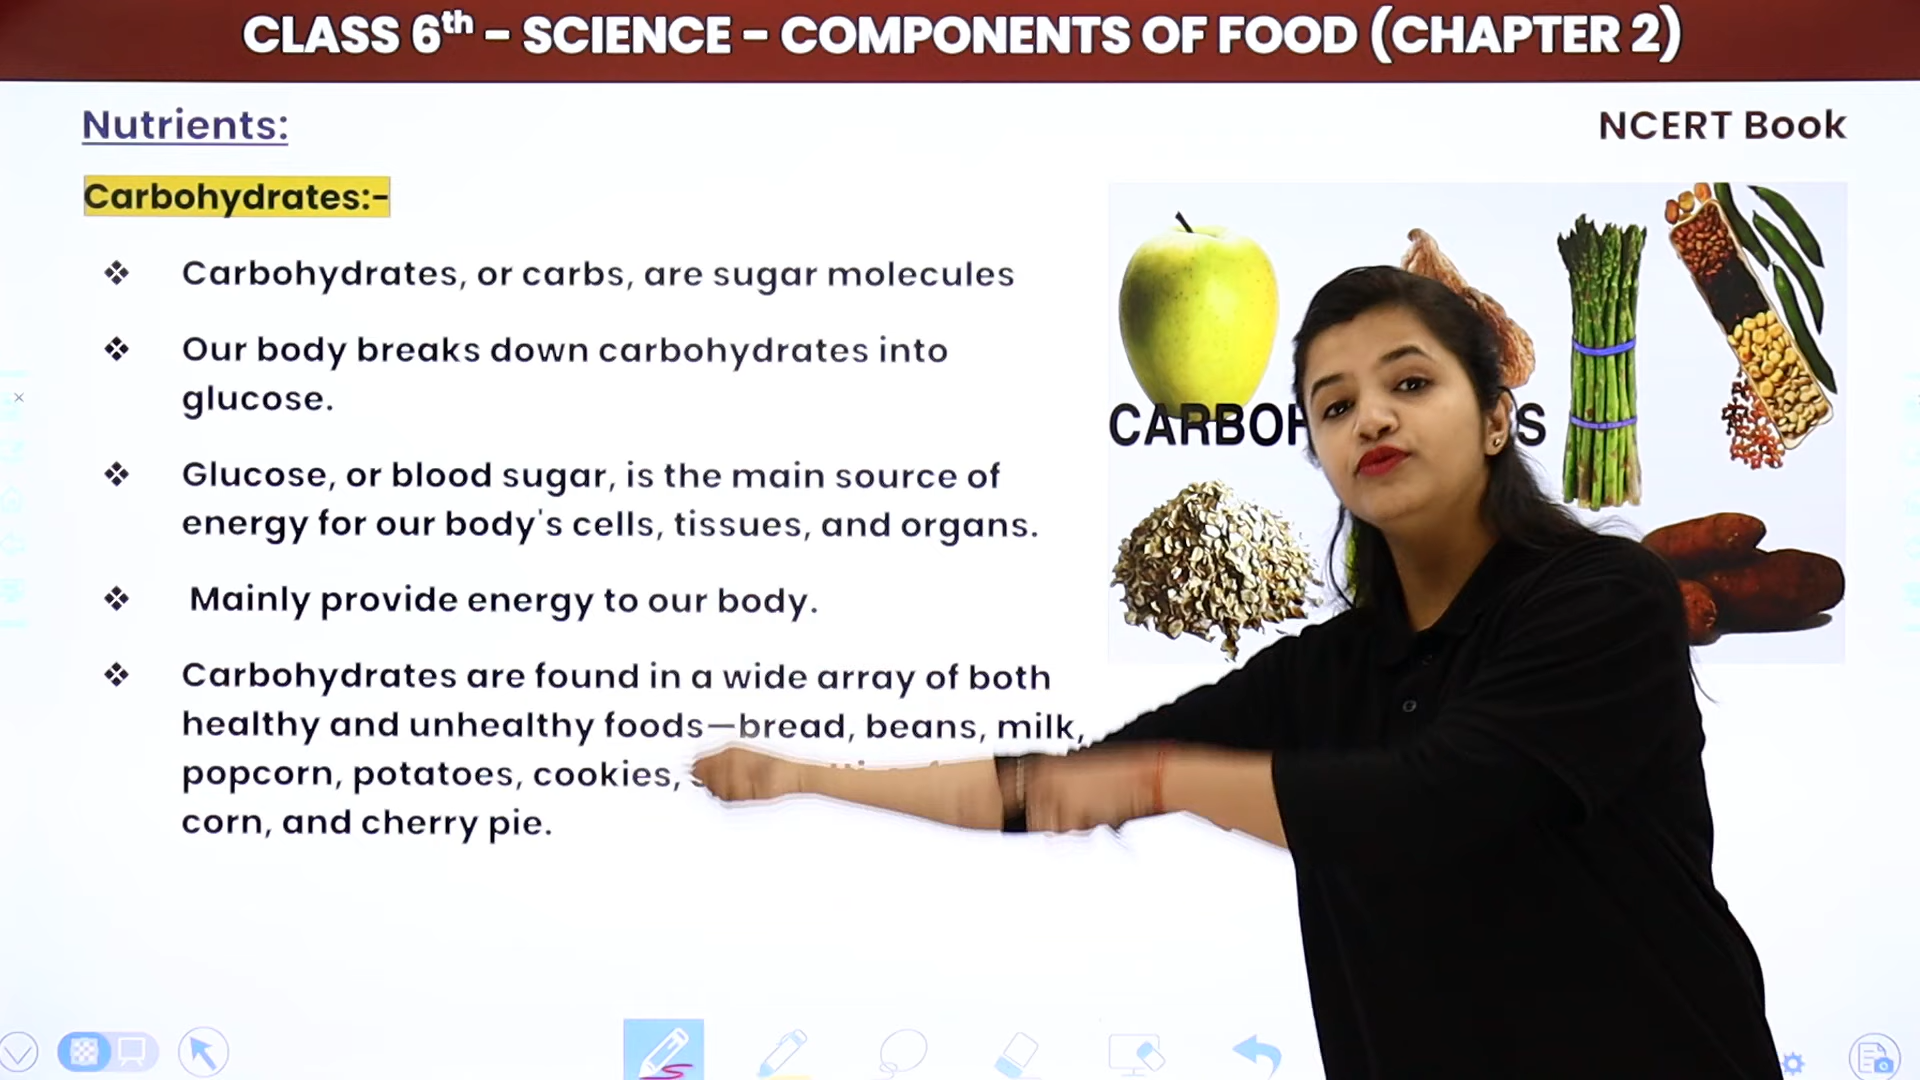 CLASS 6th - SCIENCE - COMPONENTS OF FOOD (CHAPTER 2)
Nutrients:
NCERT Book
Carbohydrates:-
❖ Carbohydrates, or carbs, are sugar molecules
❖ Our body breaks down carbohydrates into
glucose.
❖ Glucose, or blood sugar, is the main source of
energy for our body's cells, tissues, and organs.
❖ Mainly provide energy to our body.
❖ Carbohydrates are found in a wide array of both
healthy and unhealthy foods—bread, beans, milk,
popcorn, potatoes, cookies,
corn, and cherry pie.